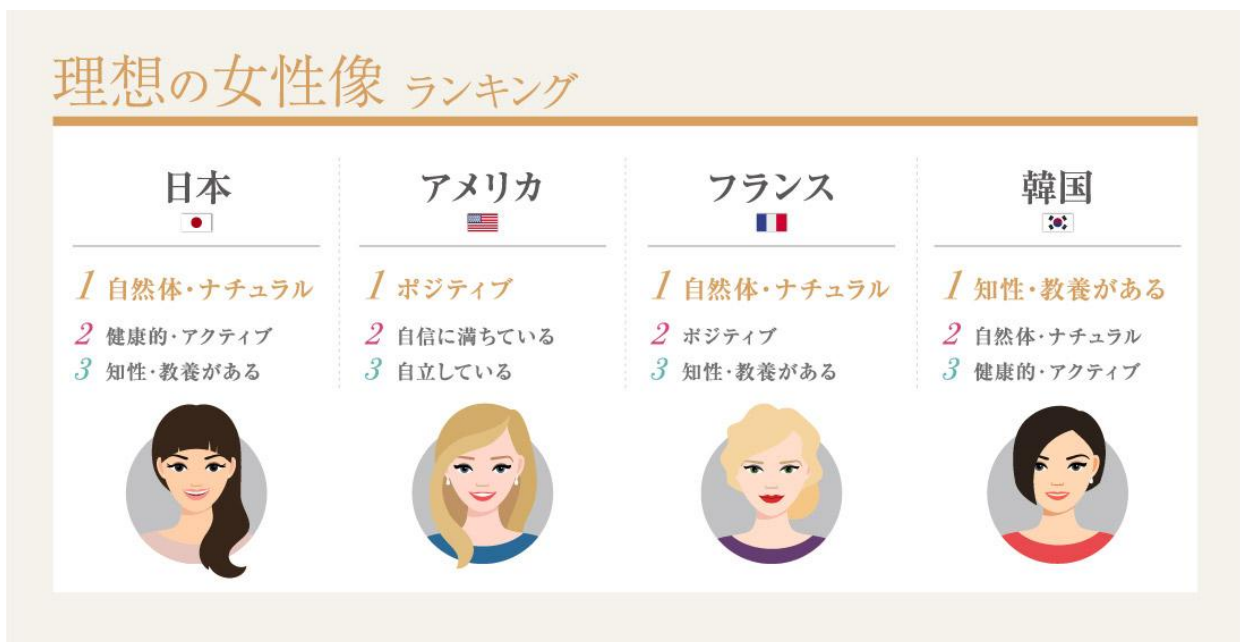 理想の女性像 ランキング
日本
1 自然体・ナチュラル
2 健康的・アクティブ
3 知性・教養がある
アメリカ
1 ポジティブ
2 自信に満ちている
3 自立している
フランス
1 自然体・ナチュラル
2 ポジティブ
3 知性・教養がある
韓国
1 知性・教養がある
2 自然体・ナチュラル
3 健康的・アクティブ